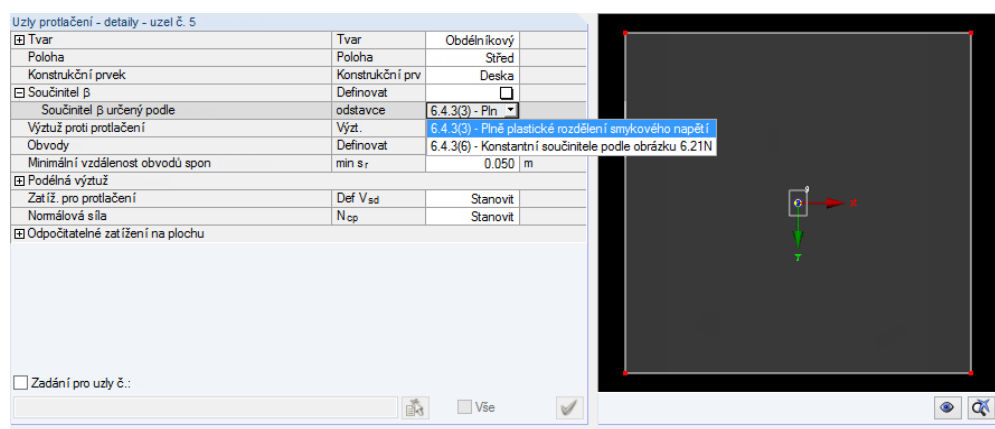 Uzly protlačení - detaily - uzel č. 5
Tvar Tvar Obdélníkový
Poloha Poloha Střed
Konstrukční prvek Konstrukční prv Deska
Součinitel β Definovat
Součinitel β určený podle odstavce 6.4.3(3) - Pln
Výztuž proti protlačení Výzt. 6.4.3(3) - Plně plastické rozdělení smykového napětí
Obvody Definovat 6.4.3(6) - Konstantní součinitele podle obrázku 6.21N
Minimální vzdálenost obvodů spon min sr 0.050 m
Podélná výztuž
Zatíž. pro protlačení Def Vsd Stanovit
Normálová síla Ncp Stanovit
Odpočitatelné zatížení na plochu
x
Zadání pro uzly č.:
Vše